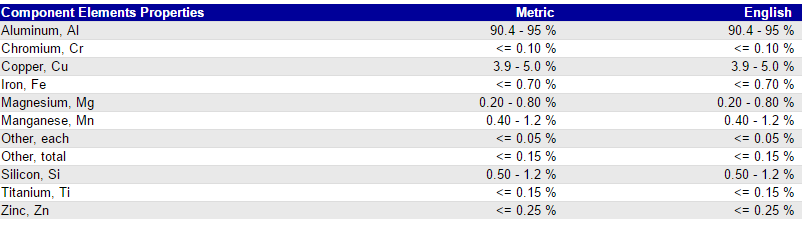 Component Elements Properties Metric English
Aluminum, Al 90.4 - 95 % 90.4 - 95 %
Chromium, Cr <= 0.10 % <= 0.10 %
Copper, Cu 3.9 - 5.0 % 3.9 - 5.0 %
Iron, Fe <= 0.70 % <= 0.70 %
Magnesium, Mg 0.20 - 0.80 % 0.20 - 0.80 %
Manganese, Mn 0.40 - 1.2 % 0.40 - 1.2 %
Other, each <= 0.05 % <= 0.05 %
Other, total <= 0.15 % <= 0.15 %
Silicon, Si 0.50 - 1.2 % 0.50 - 1.2 %
Titanium, Ti <= 0.15 % <= 0.15 %
Zinc, Zn <= 0.25 % <= 0.25 %